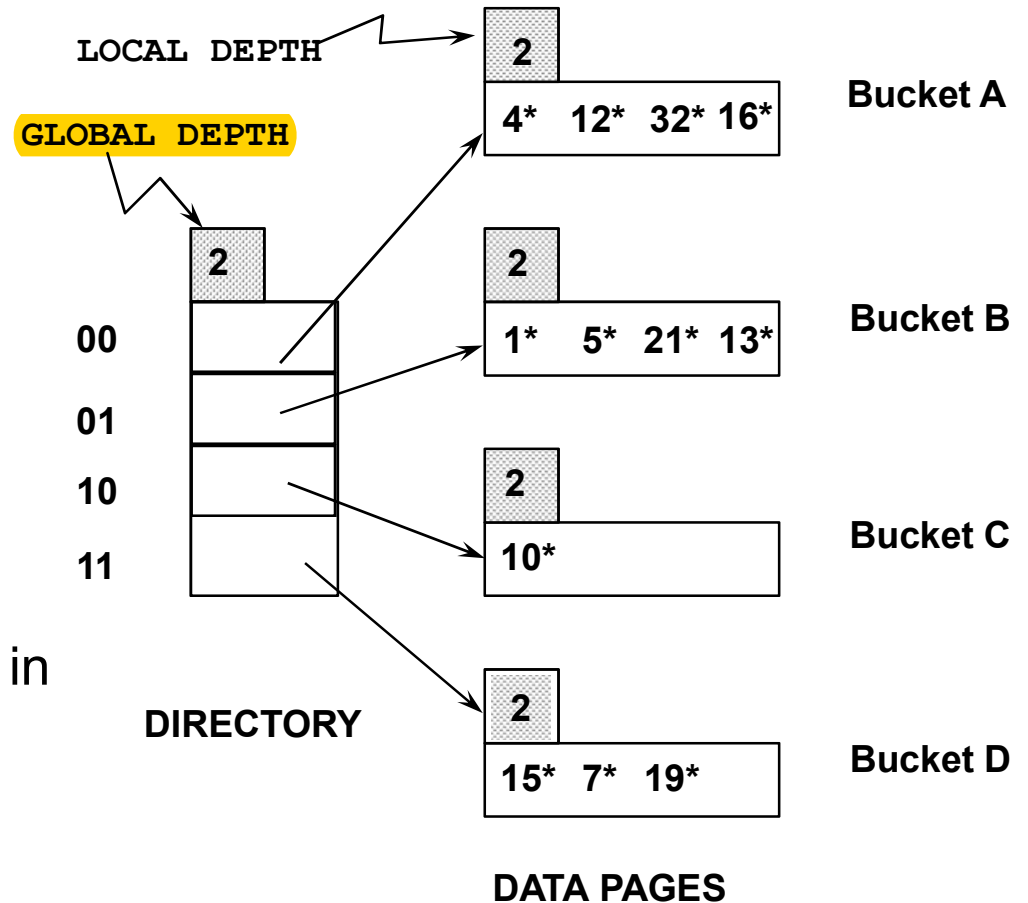 LOCAL DEPTH
2
4* 12* 32* 16*
Bucket A
GLOBAL DEPTH
2
00
01
10
11
2
1* 5* 21* 13*
Bucket B
2
10*
Bucket C
2
15* 7* 19*
Bucket D
in
DIRECTORY
DATA PAGES